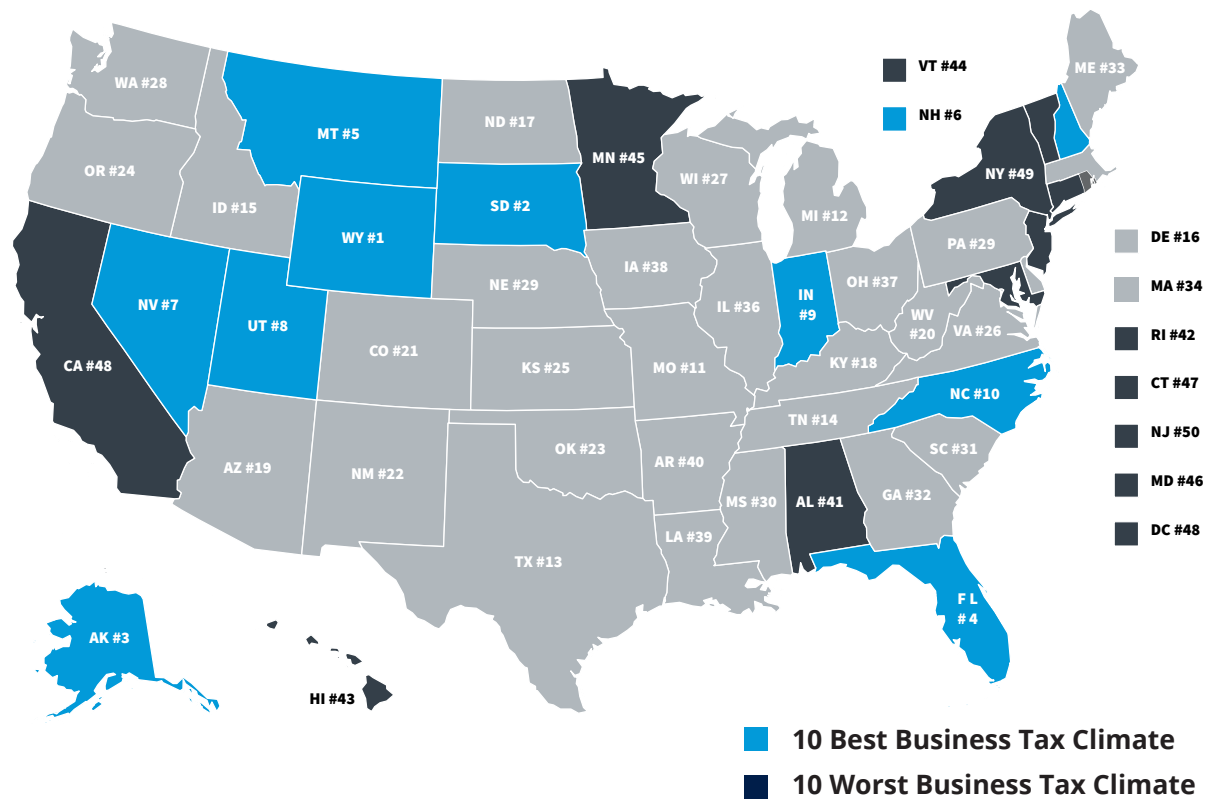 VT #44
ME #33
WA #28
NH #6
ND #17
MT #5
MN #45
OR #24
NY #49
WI #27
ID #15
SD #2
MI #12
WY #1
DE #16
PA #29
IA #38
OH #37
NE #29
MA #34
IN
#9
NV #7
IL #36
WV
#20
UT #8
VA #26
RI #42
CO #21
KY #18
CA #48
KS #25
MO #11
CT #47
NC #10
TN #14
NJ #50
OK #23
SC #31
AR #40
AZ #19
NM #22
MD #46
GA #32
MS #30
AL #41
DC #48
LA #39
TX #13
F L
# 4
AK #3
HI #43
10 Best Business Tax Climate
10 Worst Business Tax Climate